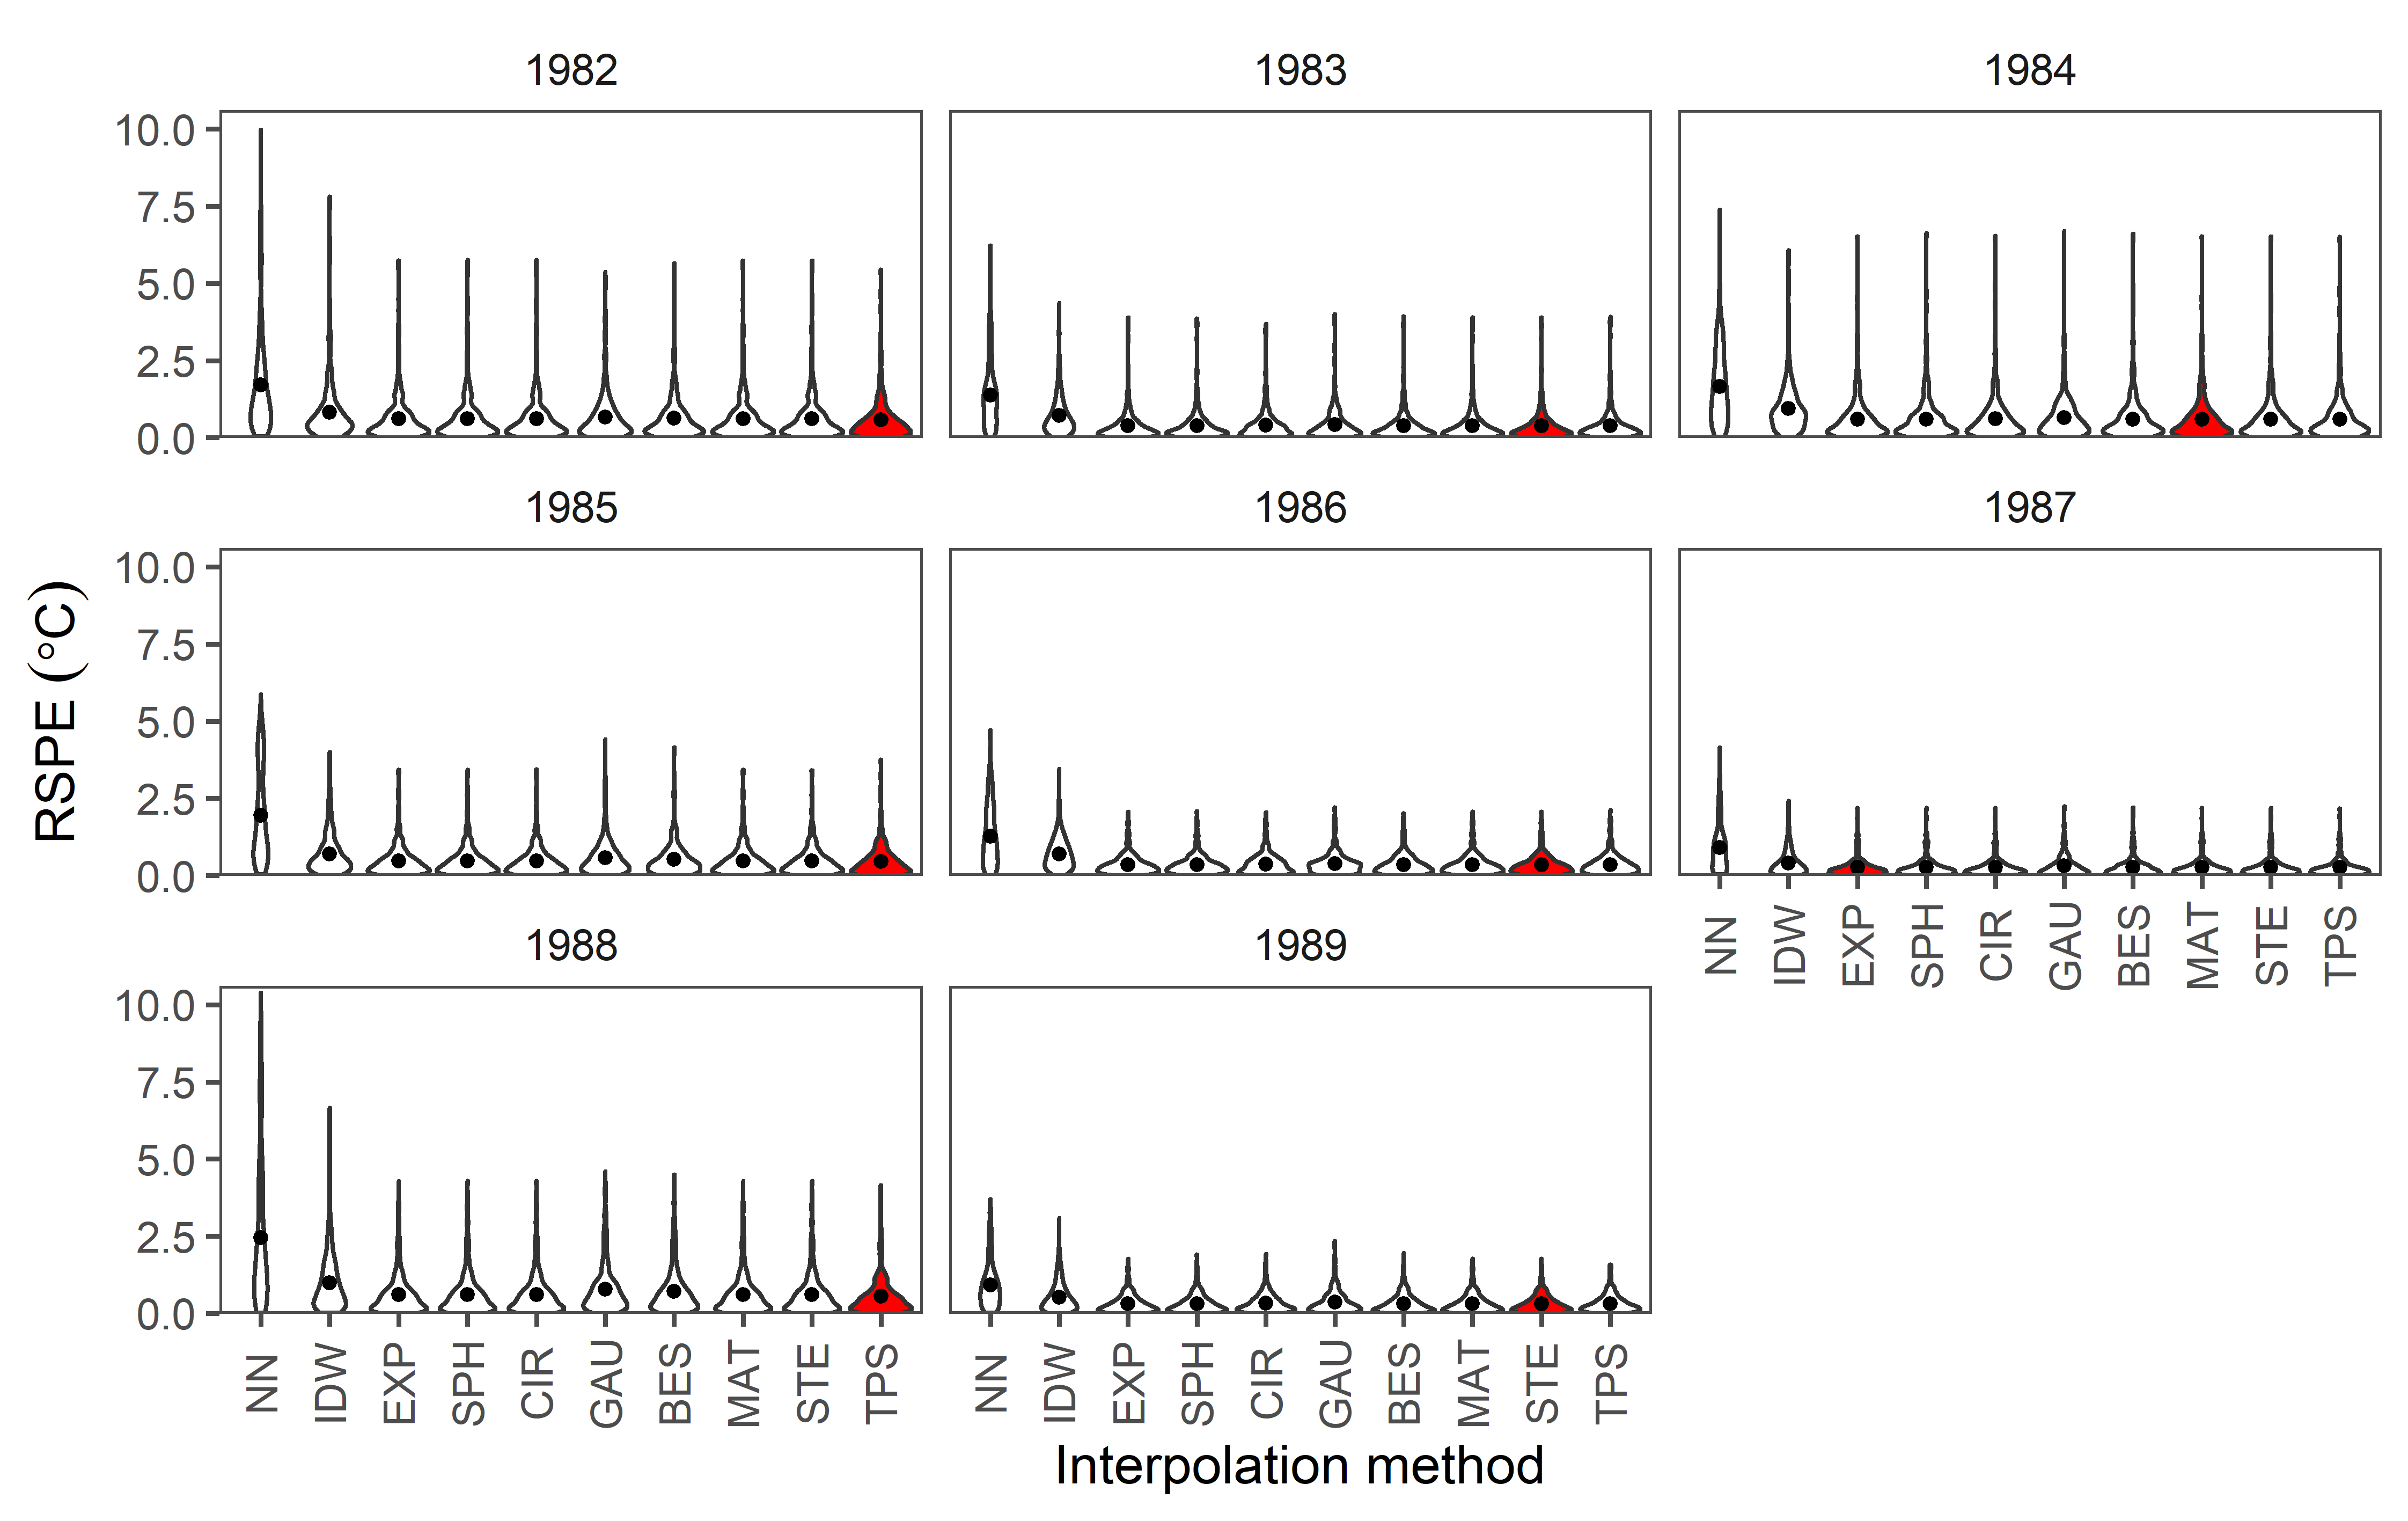 1982 1983 1984
10.0
7.5
5.0
2.5
0.0
1985 1986 1987
10.0
7.5
5.0
2.5
0.0
RSPE (°C)
NN IDW EXP SPH CIR GAU BES MAT STE TPS
1988 1989
10.0
7.5
5.0
2.5
0.0
NN IDW EXP SPH CIR GAU BES MAT STE TPS NN IDW EXP SPH CIR GAU BES MAT STE TPS
Interpolation method